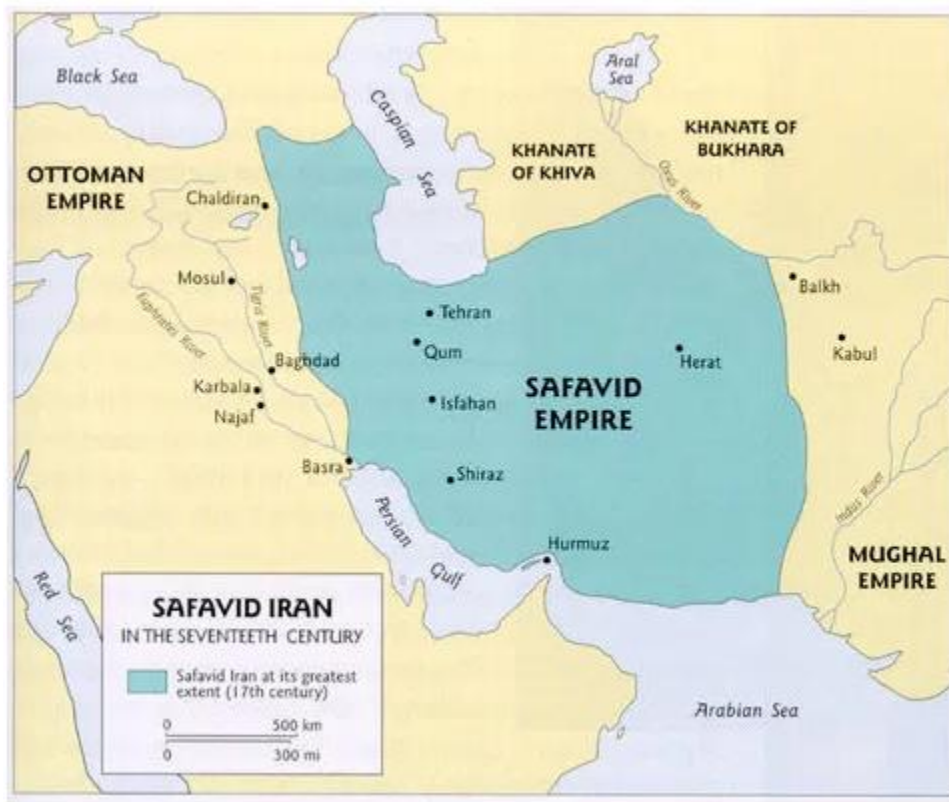 Black Sea
Aral
Sea
Caspian
Sea
KHANATE
OF KHIVA
KHANATE OF
BUKHARA
OTTOMAN
EMPIRE
Oxus River
Chaldiran
Mosul
Tigris River
Euphrates River
Balkh
Tehran
Qum
Herat
Kabul
Baghdad
Karbala
Najaf
Isfahan
SAFAVID
EMPIRE
Basra
Shiraz
Indus River
Persian
Gulf
Hurmuz
MUGHAL
EMPIRE
Red
Sea
Arabian Sea
SAFAVID IRAN
IN THE SEVENTEETH CENTURY
Safavid Iran at its greatest
extent (17th century)
0 500 km
0 300 mi